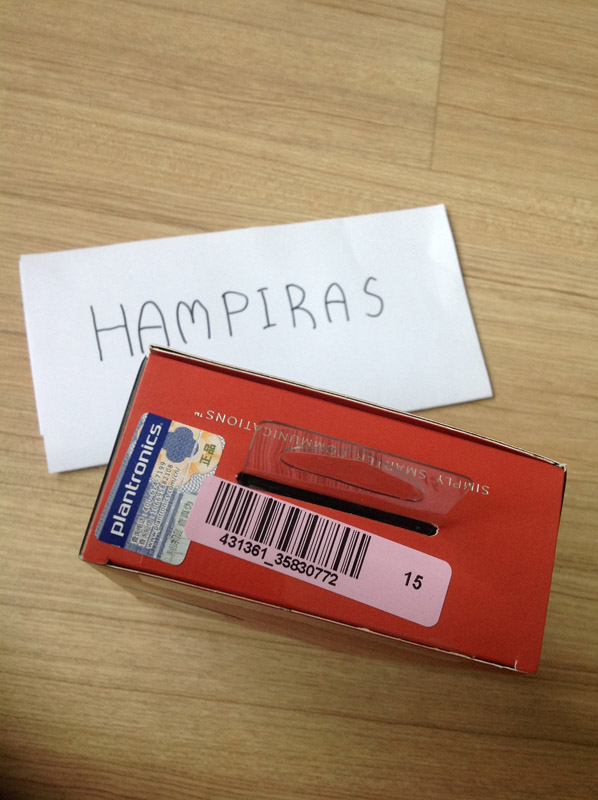 HAMPIRAS
SIMPLY SMARTER COMMUNICATIONS™
plantronics.
正品
431361_35830772
15